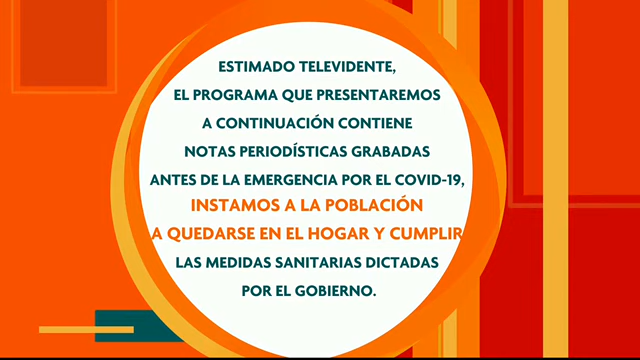 ESTIMADO TELEVIDENTE,
EL PROGRAMA QUE PRESENTAREMOS
A CONTINUACIÓN CONTIENE
NOTAS PERIODÍSTICAS GRABADAS
ANTES DE LA EMERGENCIA POR EL COVID-19,
INSTAMOS A LA POBLACIÓN
A QUEDARSE EN EL HOGAR Y CUMPLIR
LAS MEDIDAS SANITARIAS DICTADAS
POR EL GOBIERNO.